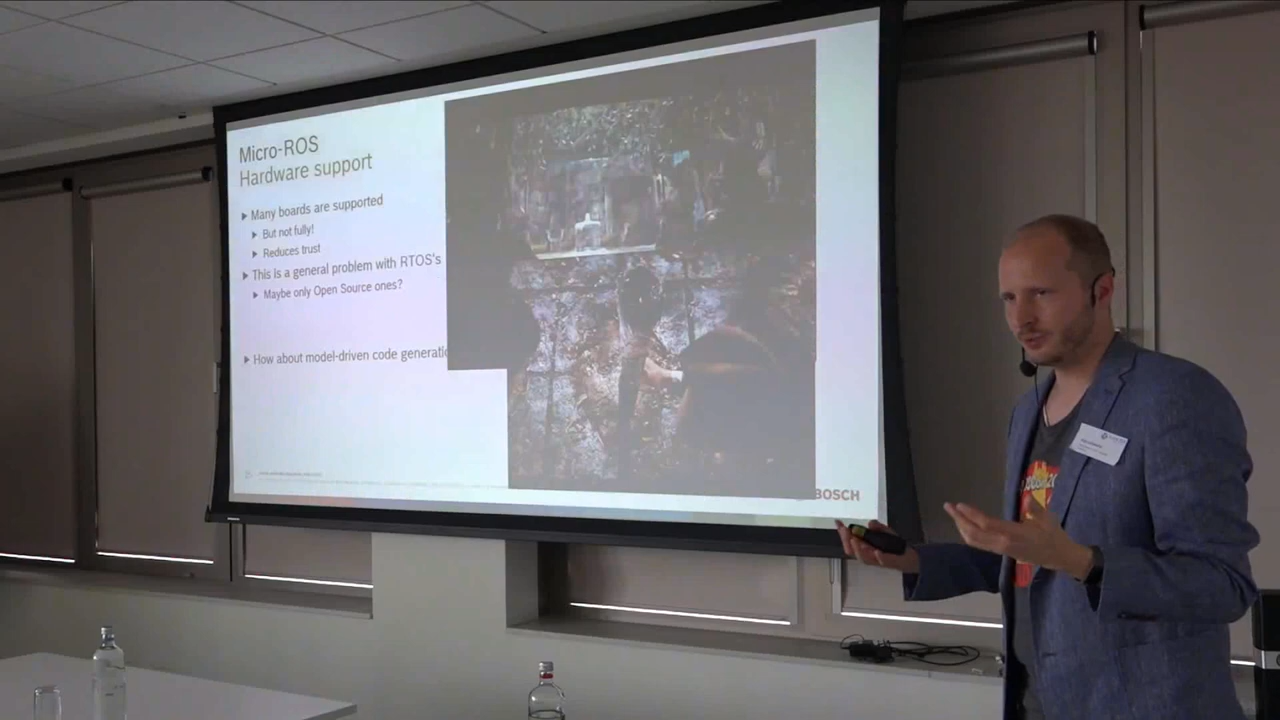 Micro-ROS
Hardware support
Many boards are supported
But not fully!
Reduces trust
This is a general problem with RTOS's
Maybe only Open Source ones?
How about model-driven code generatio
BOSCH